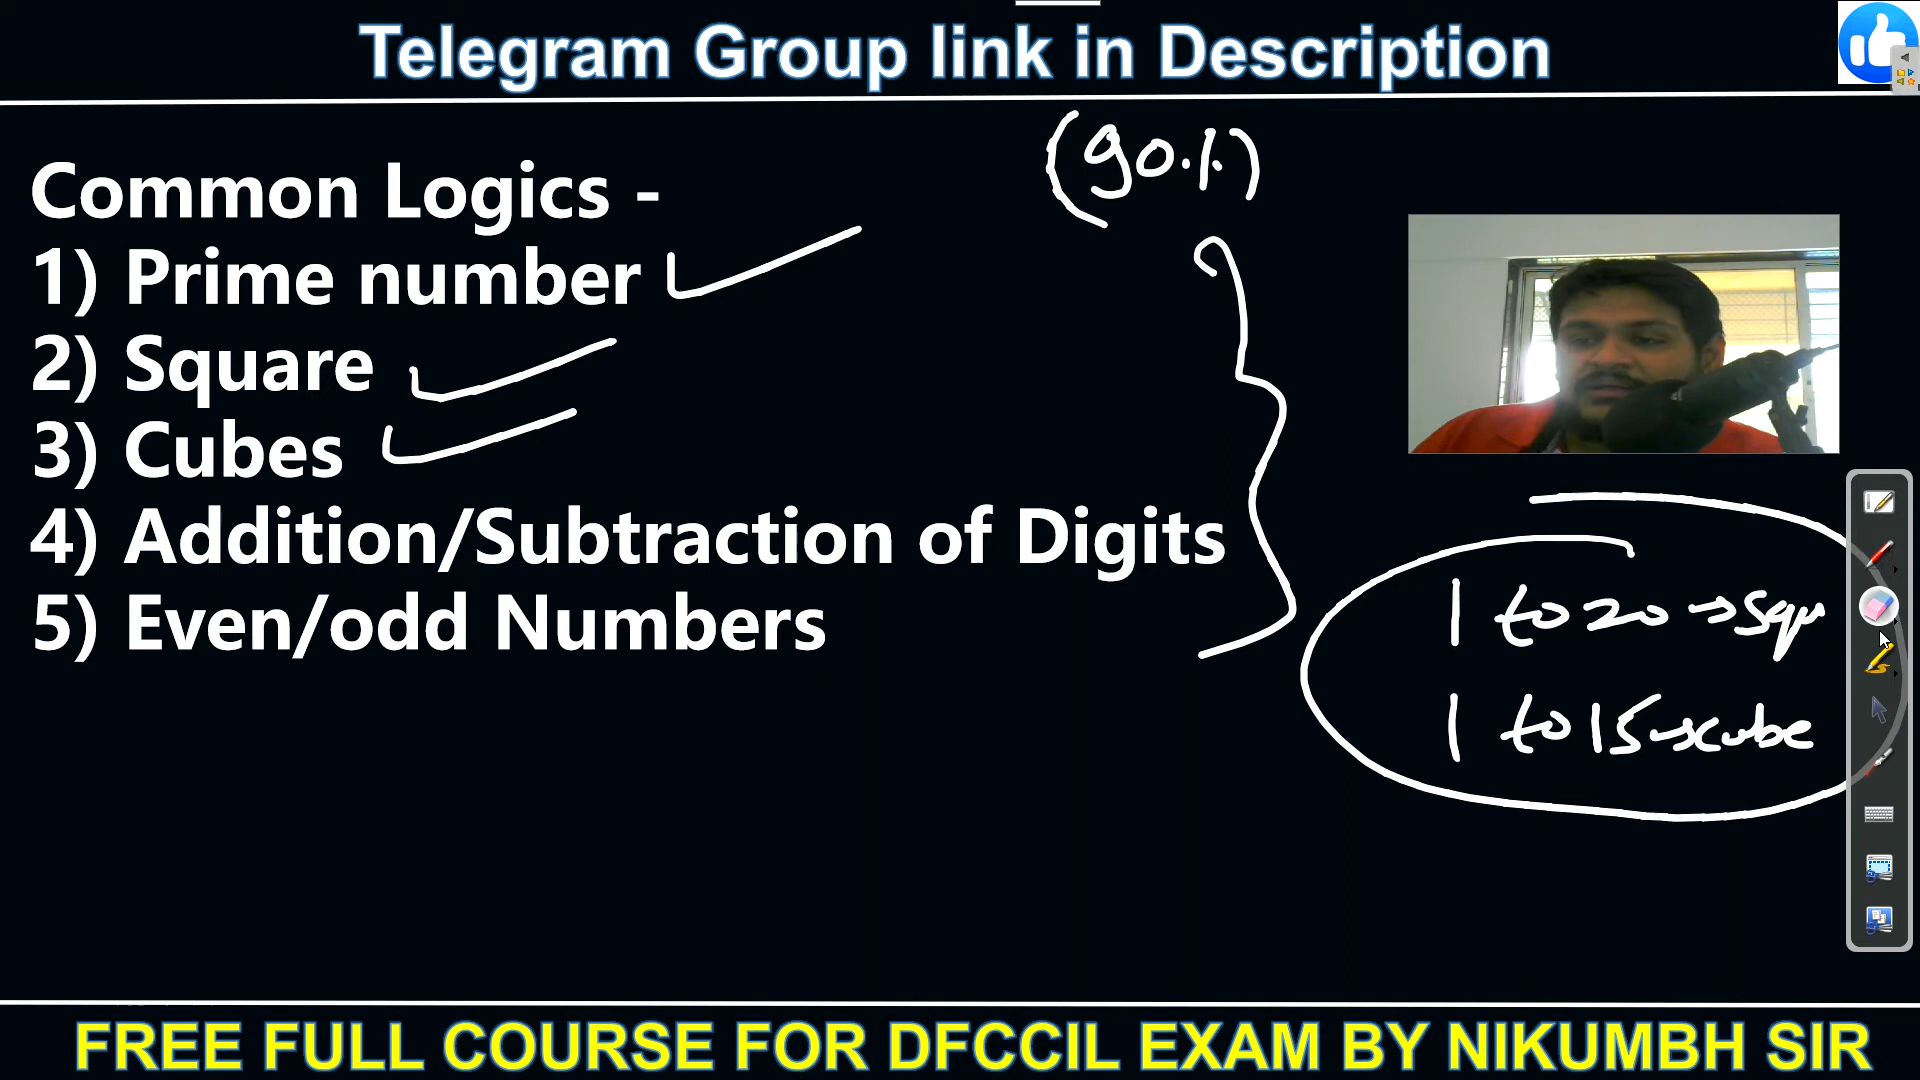 Telegram Group link in Description
(90.%)
Common Logics -
1) Prime number
2) Square
3) Cubes
4) Addition/Subtraction of Digits
5) Even/odd Numbers
1 to 20 → Squ
1 to 15 → cube
FREE FULL COURSE FOR DFCCIL EXAM BY NIKUMBH SIR